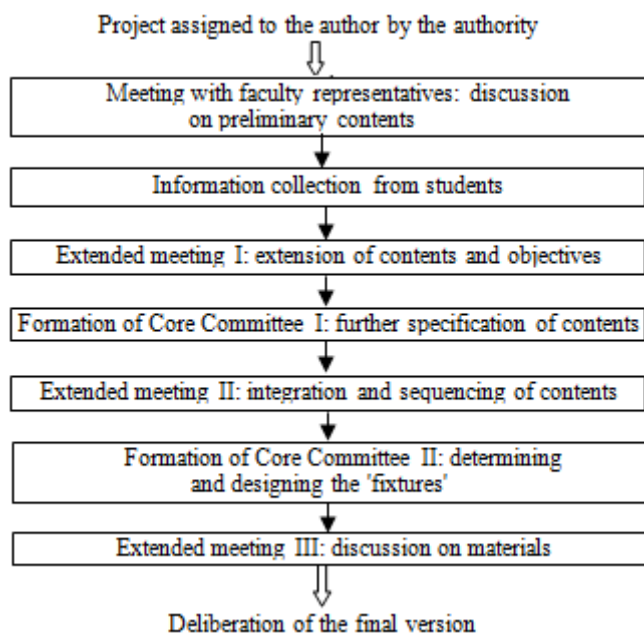 Project assigned to the author by the authority
Meeting with faculty representatives: discussion
on preliminary contents
Information collection from students
Extended meeting I: extension of contents and objectives
Formation of Core Committee I: further specification of contents
Extended meeting II: integration and sequencing of contents
Formation of Core Committee II: determining
and designing the 'fixtures'
Extended meeting III: discussion on materials
Deliberation of the final version